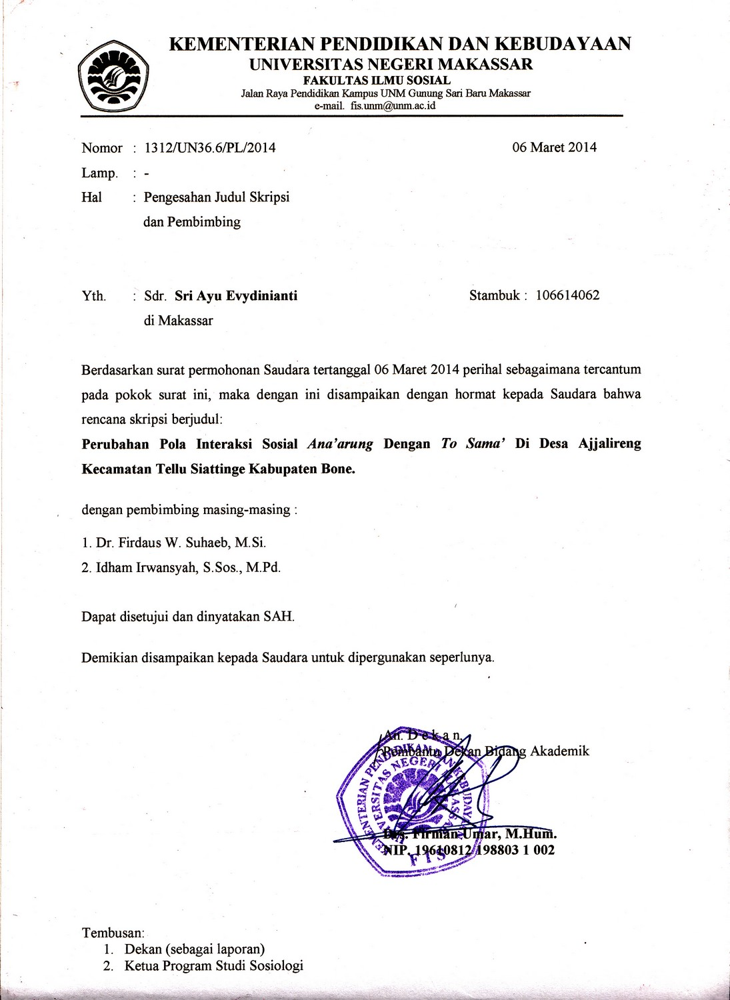 KEMENTERIAN PENDIDIKAN DAN KEBUDAYAAN
UNIVERSITAS NEGERI MAKASSAR
FAKULTAS ILMU SOSIAL
Jalan Raya Pendidikan Kampus UNM Gunung Sari Baru Makassar
e-mail. fis.unm@unm.ac.id
Nomor : 1312/UN36.6/PL/2014 06 Maret 2014
Lamp. : -
Hal : Pengesahan Judul Skripsi
dan Pembimbing
Yth. : Sdr. Sri Ayu Evydinianti Stambuk : 106614062
di Makassar
Berdasarkan surat permohonan Saudara tertanggal 06 Maret 2014 perihal sebagaimana tercantum
pada pokok surat ini, maka dengan ini disampaikan dengan hormat kepada Saudara bahwa
rencana skripsi berjudul:
Perubahan Pola Interaksi Sosial Ana'arung Dengan To Sama' Di Desa Ajjalireng
Kecamatan Tellu Siattinge Kabupaten Bone.
dengan pembimbing masing-masing :
1. Dr. Firdaus W. Suhaeb, M.Si.
2. Idham Irwansyah, S.Sos., M.Pd.
Dapat disetujui dan dinyatakan SAH.
Demikian disampaikan kepada Saudara untuk dipergunakan seperlunya.
An. D e k a n,
Pembantu Dekan Bidang Akademik
KEMENTERIAN PENDIDIKAN DAN KEBUDAYAAN
UNIVERSITAS NEGERI MAKASSAR
FIS
Drs. Firman Umar, M.Hum.
NIP. 19610812 198803 1 002
Tembusan:
1. Dekan (sebagai laporan)
2. Ketua Program Studi Sosiologi